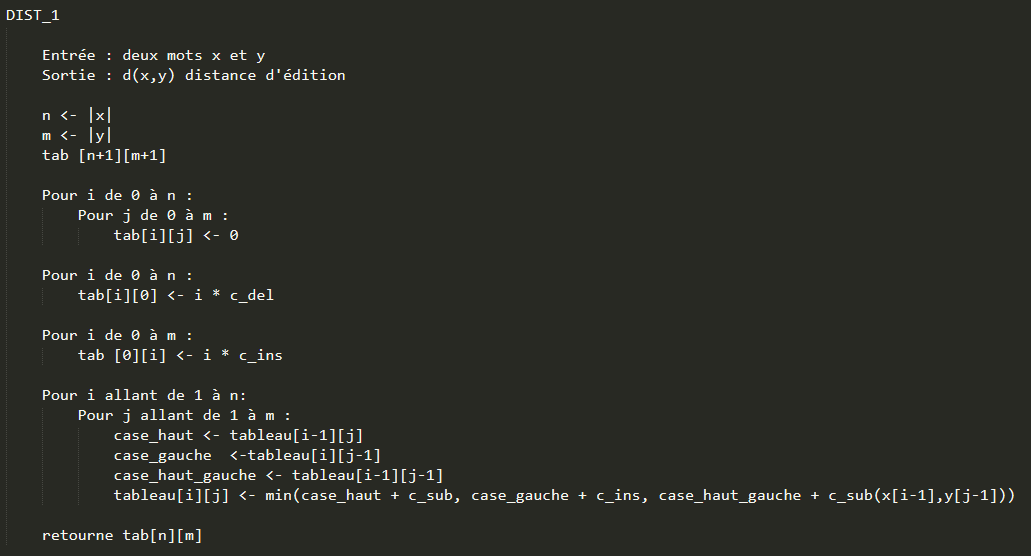 DIST_1
Entrée : deux mots x et y
Sortie : d(x,y) distance d'édition
n <- |x|
m <- |y|
tab [n+1][m+1]
Pour i de 0 à n :
Pour j de 0 à m :
tab[i][j] <- 0
Pour i de 0 à n :
tab[i][0] <- i * c_del
Pour i de 0 à m :
tab [0][i] <- i * c_ins
Pour i allant de 1 à n:
Pour j allant de 1 à m :
case_haut <- tableau[i-1][j]
case_gauche  <-tableau[i][j-1]
case_haut_gauche <- tableau[i-1][j-1]
tableau[i][j] <- min(case_haut + c_sub, case_gauche + c_ins, case_haut_gauche + c_sub(x[i-1],y[j-1]))
retourne tab[n][m]